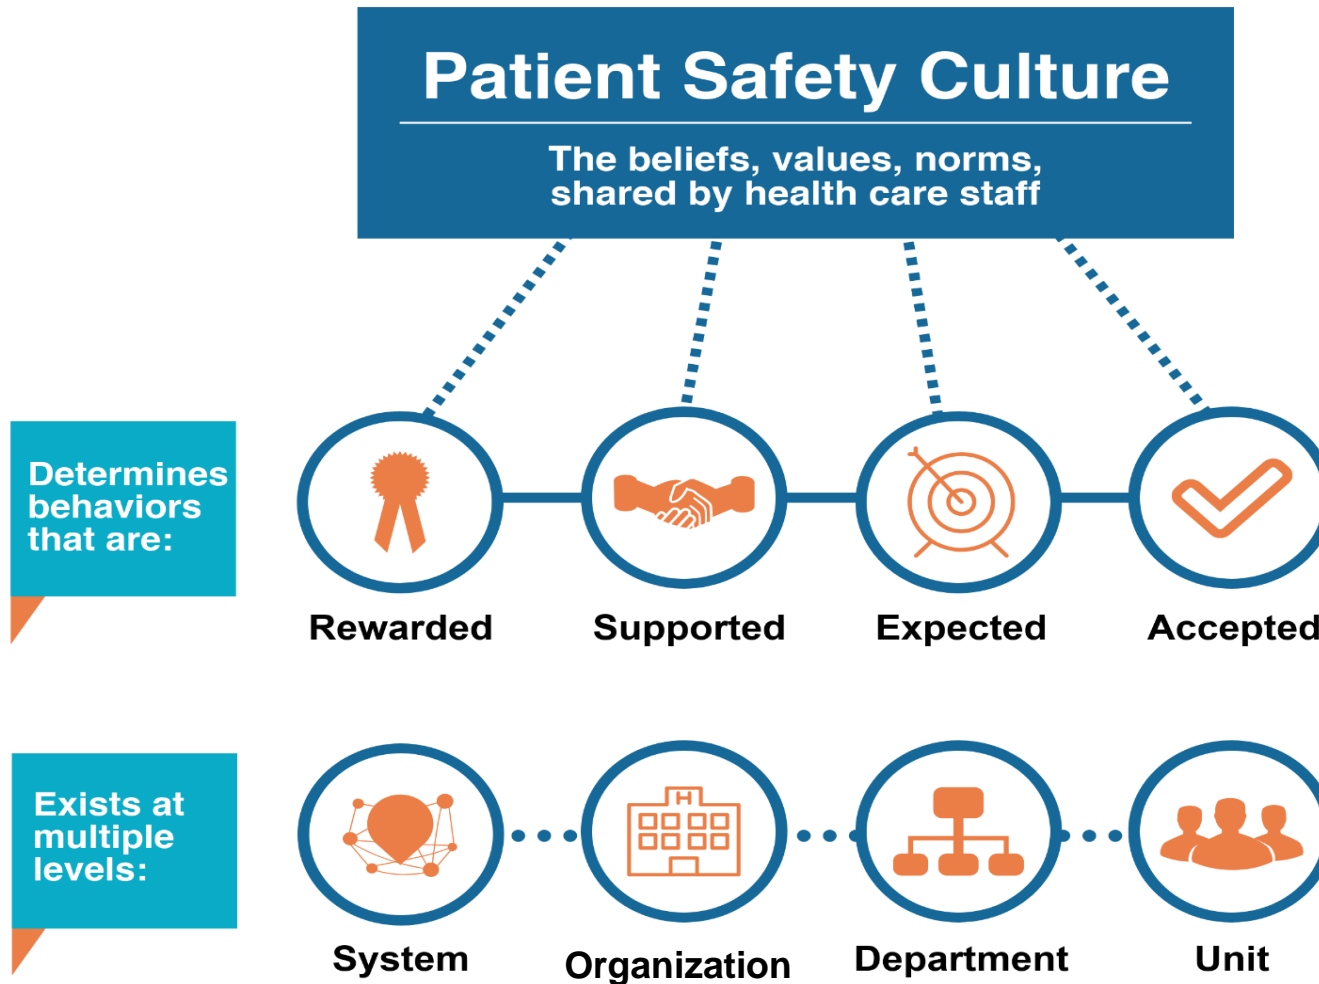 Patient Safety Culture
The beliefs, values, norms,
shared by health care staff
Determines
behaviors
that are:
Rewarded
Supported
Expected
Accepted
Exists at
multiple
levels:
H
System
Organization
Department
Unit